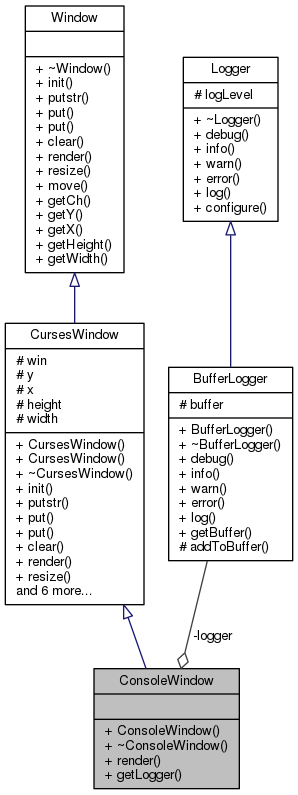 Window
+ ~Window()
+ init()
+ putstr()
+ put()
+ put()
+ clear()
+ render()
+ resize()
+ move()
+ getCh()
+ getY()
+ getX()
+ getHeight()
+ getWidth()
Logger
# logLevel
+ ~Logger()
+ debug()
+ info()
+ warn()
+ error()
+ log()
+ configure()
CursesWindow
# win
# y
# x
# height
# width
+ CursesWindow()
+ CursesWindow()
+ ~CursesWindow()
+ init()
+ putstr()
+ put()
+ put()
+ clear()
+ render()
+ resize()
and 6 more...
BufferLogger
# buffer
+ BufferLogger()
+ ~BufferLogger()
+ debug()
+ info()
+ warn()
+ error()
+ log()
+ getBuffer()
# addToBuffer()
-logger
ConsoleWindow
+ ConsoleWindow()
+ ~ConsoleWindow()
+ render()
+ getLogger()